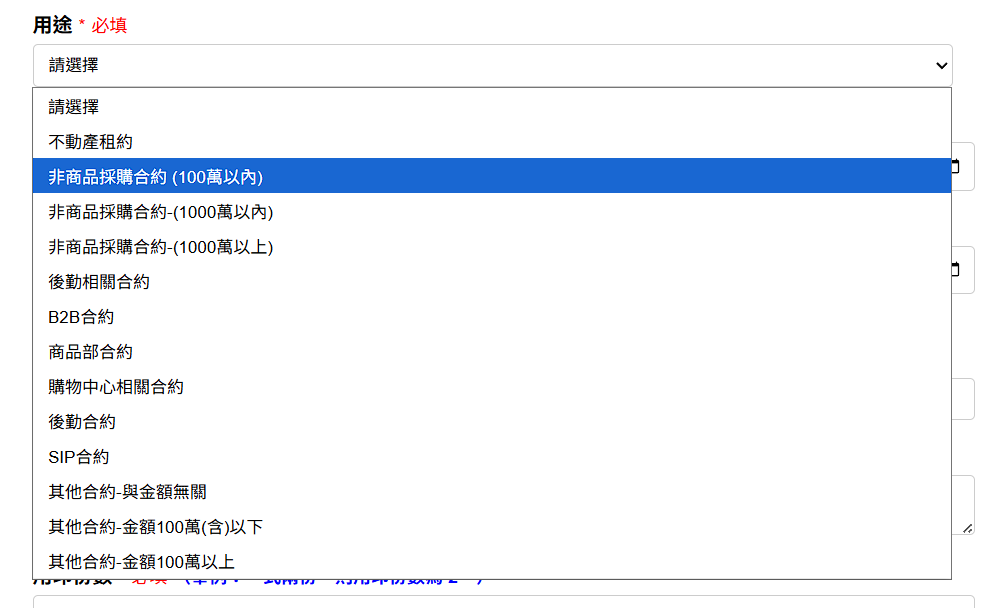 用途 * 必填
請選擇
請選擇
不動產租約
非商品採購合約 (100萬以內)
非商品採購合約-(1000萬以內)
非商品採購合約-(1000萬以上)
後勤相關合約
B2B合約
商品部合約
購物中心相關合約
後勤合約
SIP合約
其他合約-與金額無關
其他合約-金額100萬(含)以下
其他合約-金額100萬以上